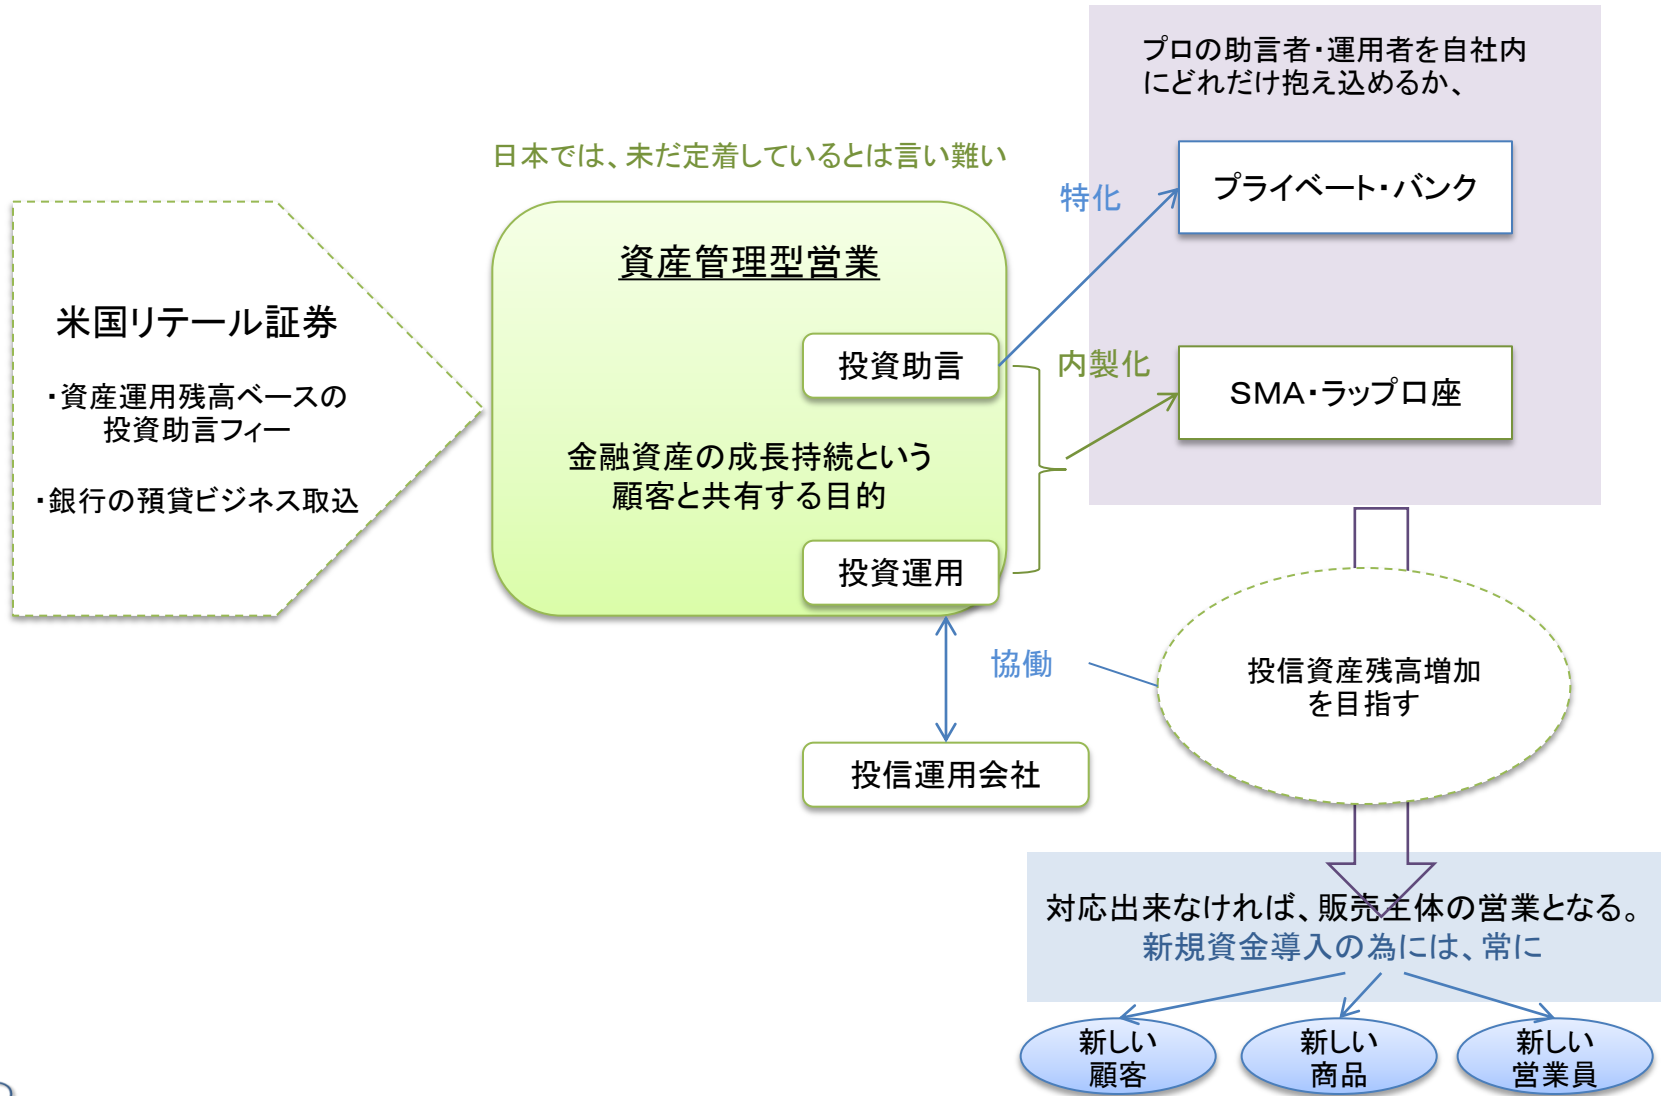 プロの助言者・運用者を自社内
にどれだけ抱え込めるか、
日本では、未だ定着しているとは言い難い
特化
プライベート・バンク
資産管理型営業
米国リテール証券
投資助言
内製化
SMA・ラップ口座
・資産運用残高ベースの
投資助言フィー
金融資産の成長持続という
顧客と共有する目的
・銀行の預貸ビジネス取込
投資運用
協働
投信資産残高増加
を目指す
投信運用会社
対応出来なければ、販売主体の営業となる。
新規資金導入の為には、常に
新しい
顧客
新しい
商品
新しい
営業員